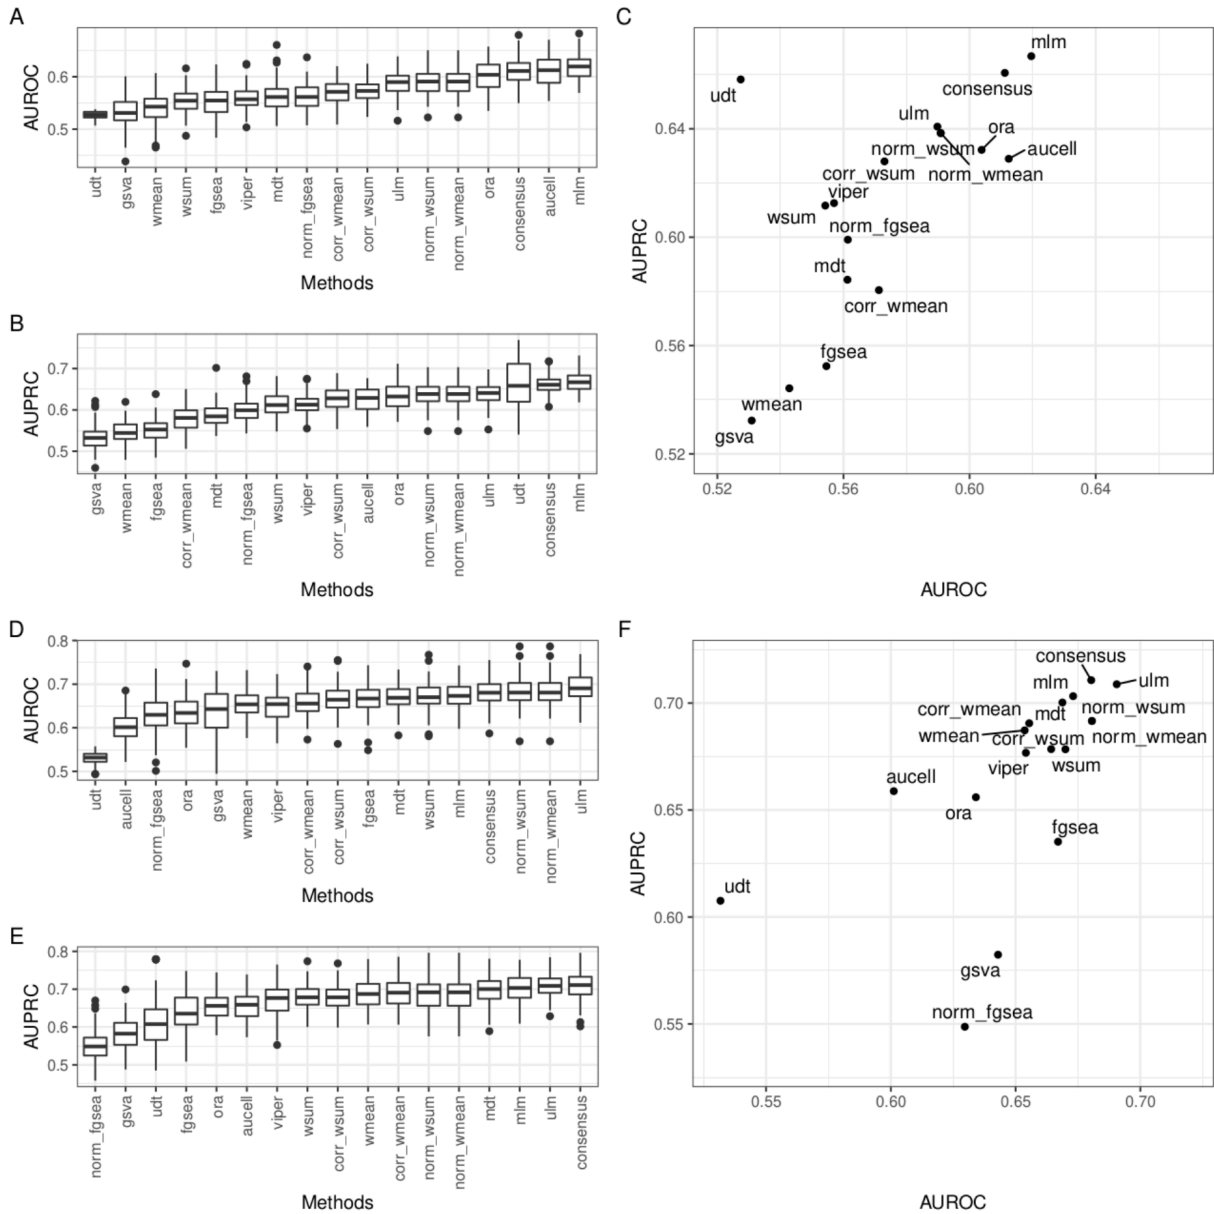 A
AUROC
0.6
0.5
udt gsva wmean wsum fgsea viper mdt norm_fgsea corr_wmean corr_wsum ulm norm_wsum norm_wmean ora consensus aucell mlm
Methods
B
AUPRC
0.7
0.6
0.5
gsva wmean fgsea corr_wmean mdt norm_fgsea wsum viper corr_wsum aucell ora norm_wsum norm_wmean ulm udt consensus mlm
Methods
C
AUPRC
0.64
0.60
0.56
0.52
mlm
udt
consensus
ulm
ora
norm_wsum
aucell
corr_wsum
norm_wmean
viper
wsum
norm_fgsea
mdt
corr_wmean
fgsea
wmean
gsva
0.52 0.56 0.60 0.64
AUROC
D
AUROC
0.8
0.7
0.6
0.5
udt aucell norm_fgsea ora gsva wmean viper corr_wmean corr_wsum fgsea mdt wsum mlm consensus norm_wsum norm_wmean ulm
Methods
E
AUPRC
0.8
0.7
0.6
0.5
norm_fgsea gsva udt fgsea ora aucell viper wsum corr_wsum wmean corr_wmean norm_wsum norm_wmean mdt mlm ulm consensus
Methods
F
AUPRC
0.70
0.65
0.60
0.55
consensus
mlm
ulm
corr_wmean
mdt
norm_wsum
wmean
corr_wsum
norm_wmean
viper
wsum
aucell
ora
fgsea
udt
gsva
norm_fgsea
0.55 0.60 0.65 0.70
AUROC